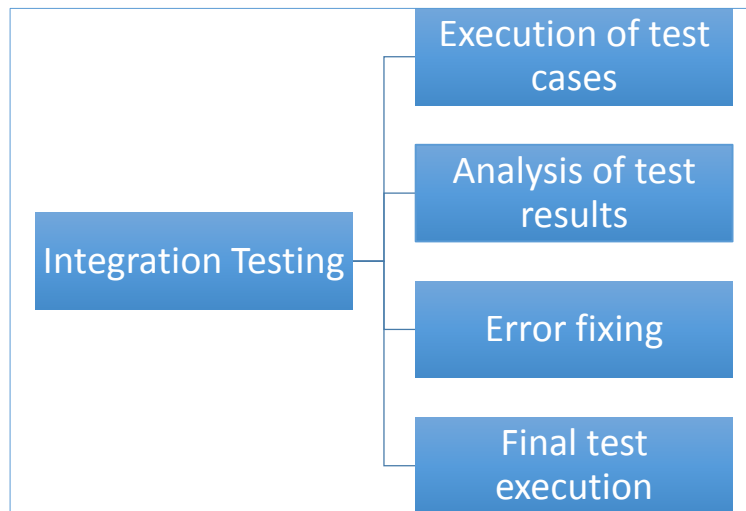 Execution of test
cases
Analysis of test
results
Integration Testing
Error fixing
Final test
execution